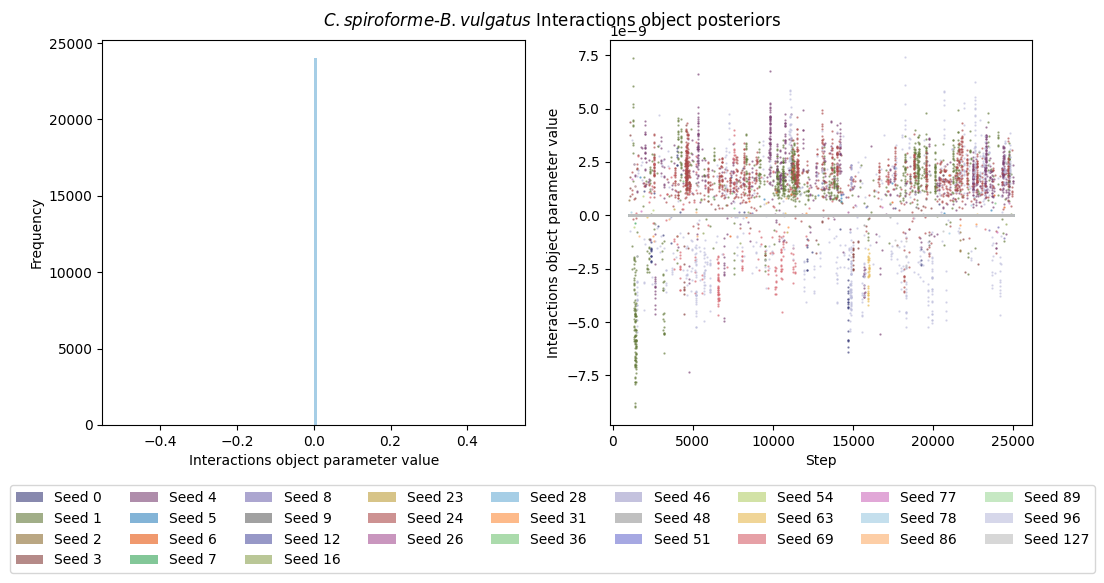 C. spiroforme-B. vulgatus Interactions object posteriors
25000
20000
15000
10000
5000
0
−0.4 −0.2 0.0 0.2 0.4
Frequency
Interactions object parameter value
1e−9
7.5
5.0
2.5
0.0
−2.5
−5.0
−7.5
0 5000 10000 15000 20000 25000
Interactions object parameter value
Step
Seed 0 Seed 4 Seed 8 Seed 23 Seed 28 Seed 46 Seed 54 Seed 77 Seed 89
Seed 1 Seed 5 Seed 9 Seed 24 Seed 31 Seed 48 Seed 63 Seed 78 Seed 96
Seed 2 Seed 6 Seed 12 Seed 26 Seed 36 Seed 51 Seed 69 Seed 86 Seed 127
Seed 3 Seed 7 Seed 16